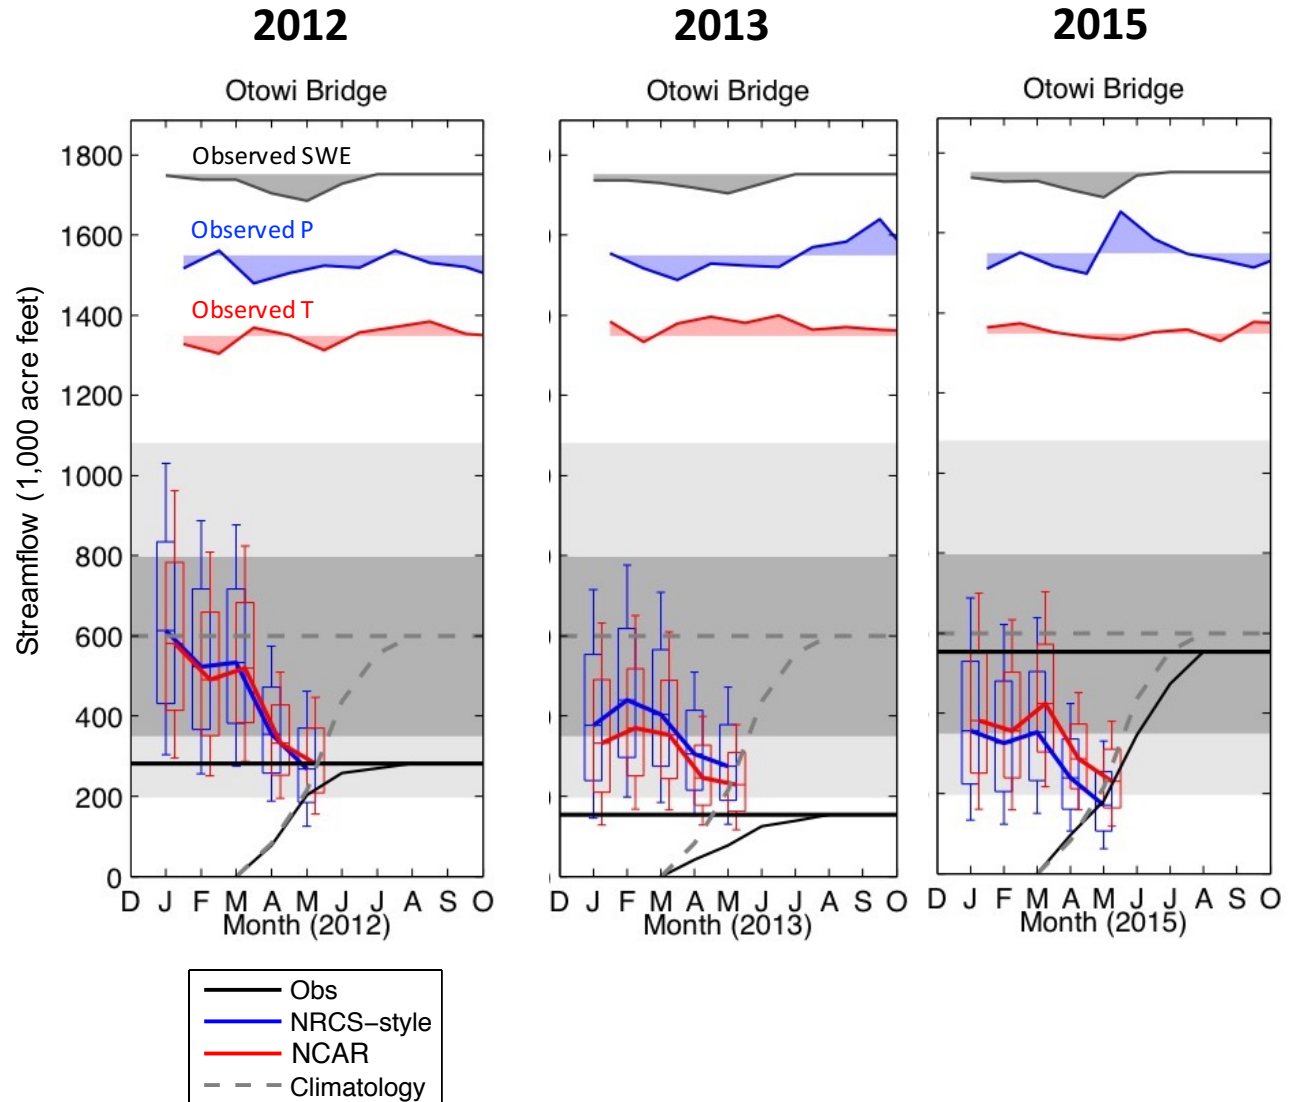 2012 2013 2015
Otowi Bridge Otowi Bridge Otowi Bridge
Streamflow (1,000 acre feet)
1800
1600
1400
1200
1000
800
600
400
200
0
Observed SWE
Observed P
Observed T
D J F M A M J J A S O
D J F M A M J J A S O
D J F M A M J J A S O
Month (2012) Month (2013) Month (2015)
Obs
NRCS-style
NCAR
Climatology